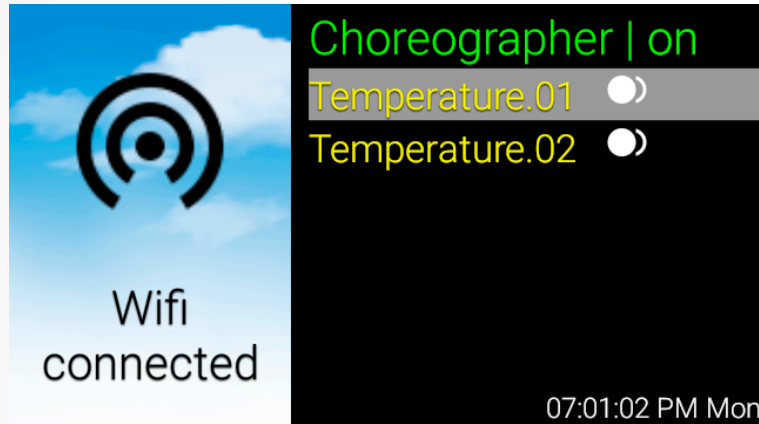 Wifi
connected
Choreographer | on
Temperature.01
Temperature.02
07:01:02 PM Mon